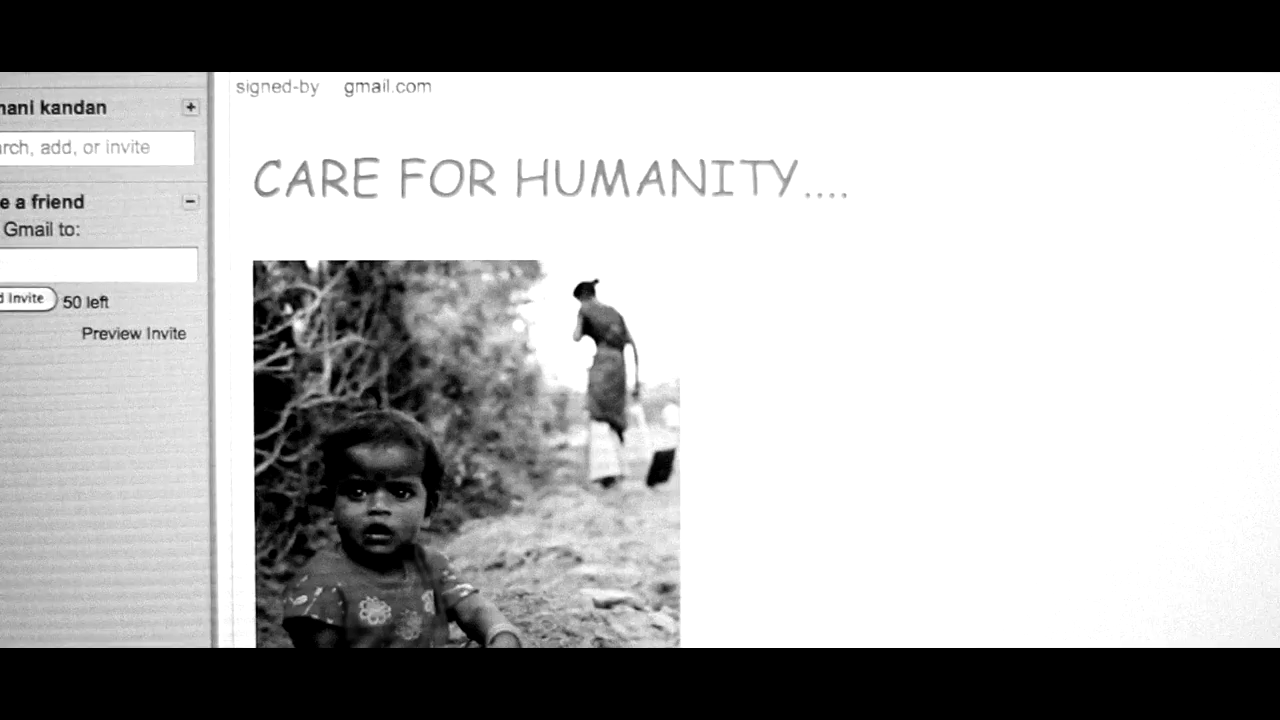 signed-by gmail.com
mani kandan
+
arch, add, or invite
e a friend
−
Gmail to:
d Invite 50 left
Preview Invite
CARE FOR HUMANITY....